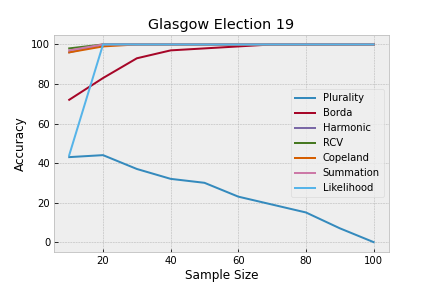 Glasgow Election 19
Accuracy
100
80
60
40
20
0
Plurality
Borda
Harmonic
RCV
Copeland
Summation
Likelihood
20 40 60 80 100
Sample Size